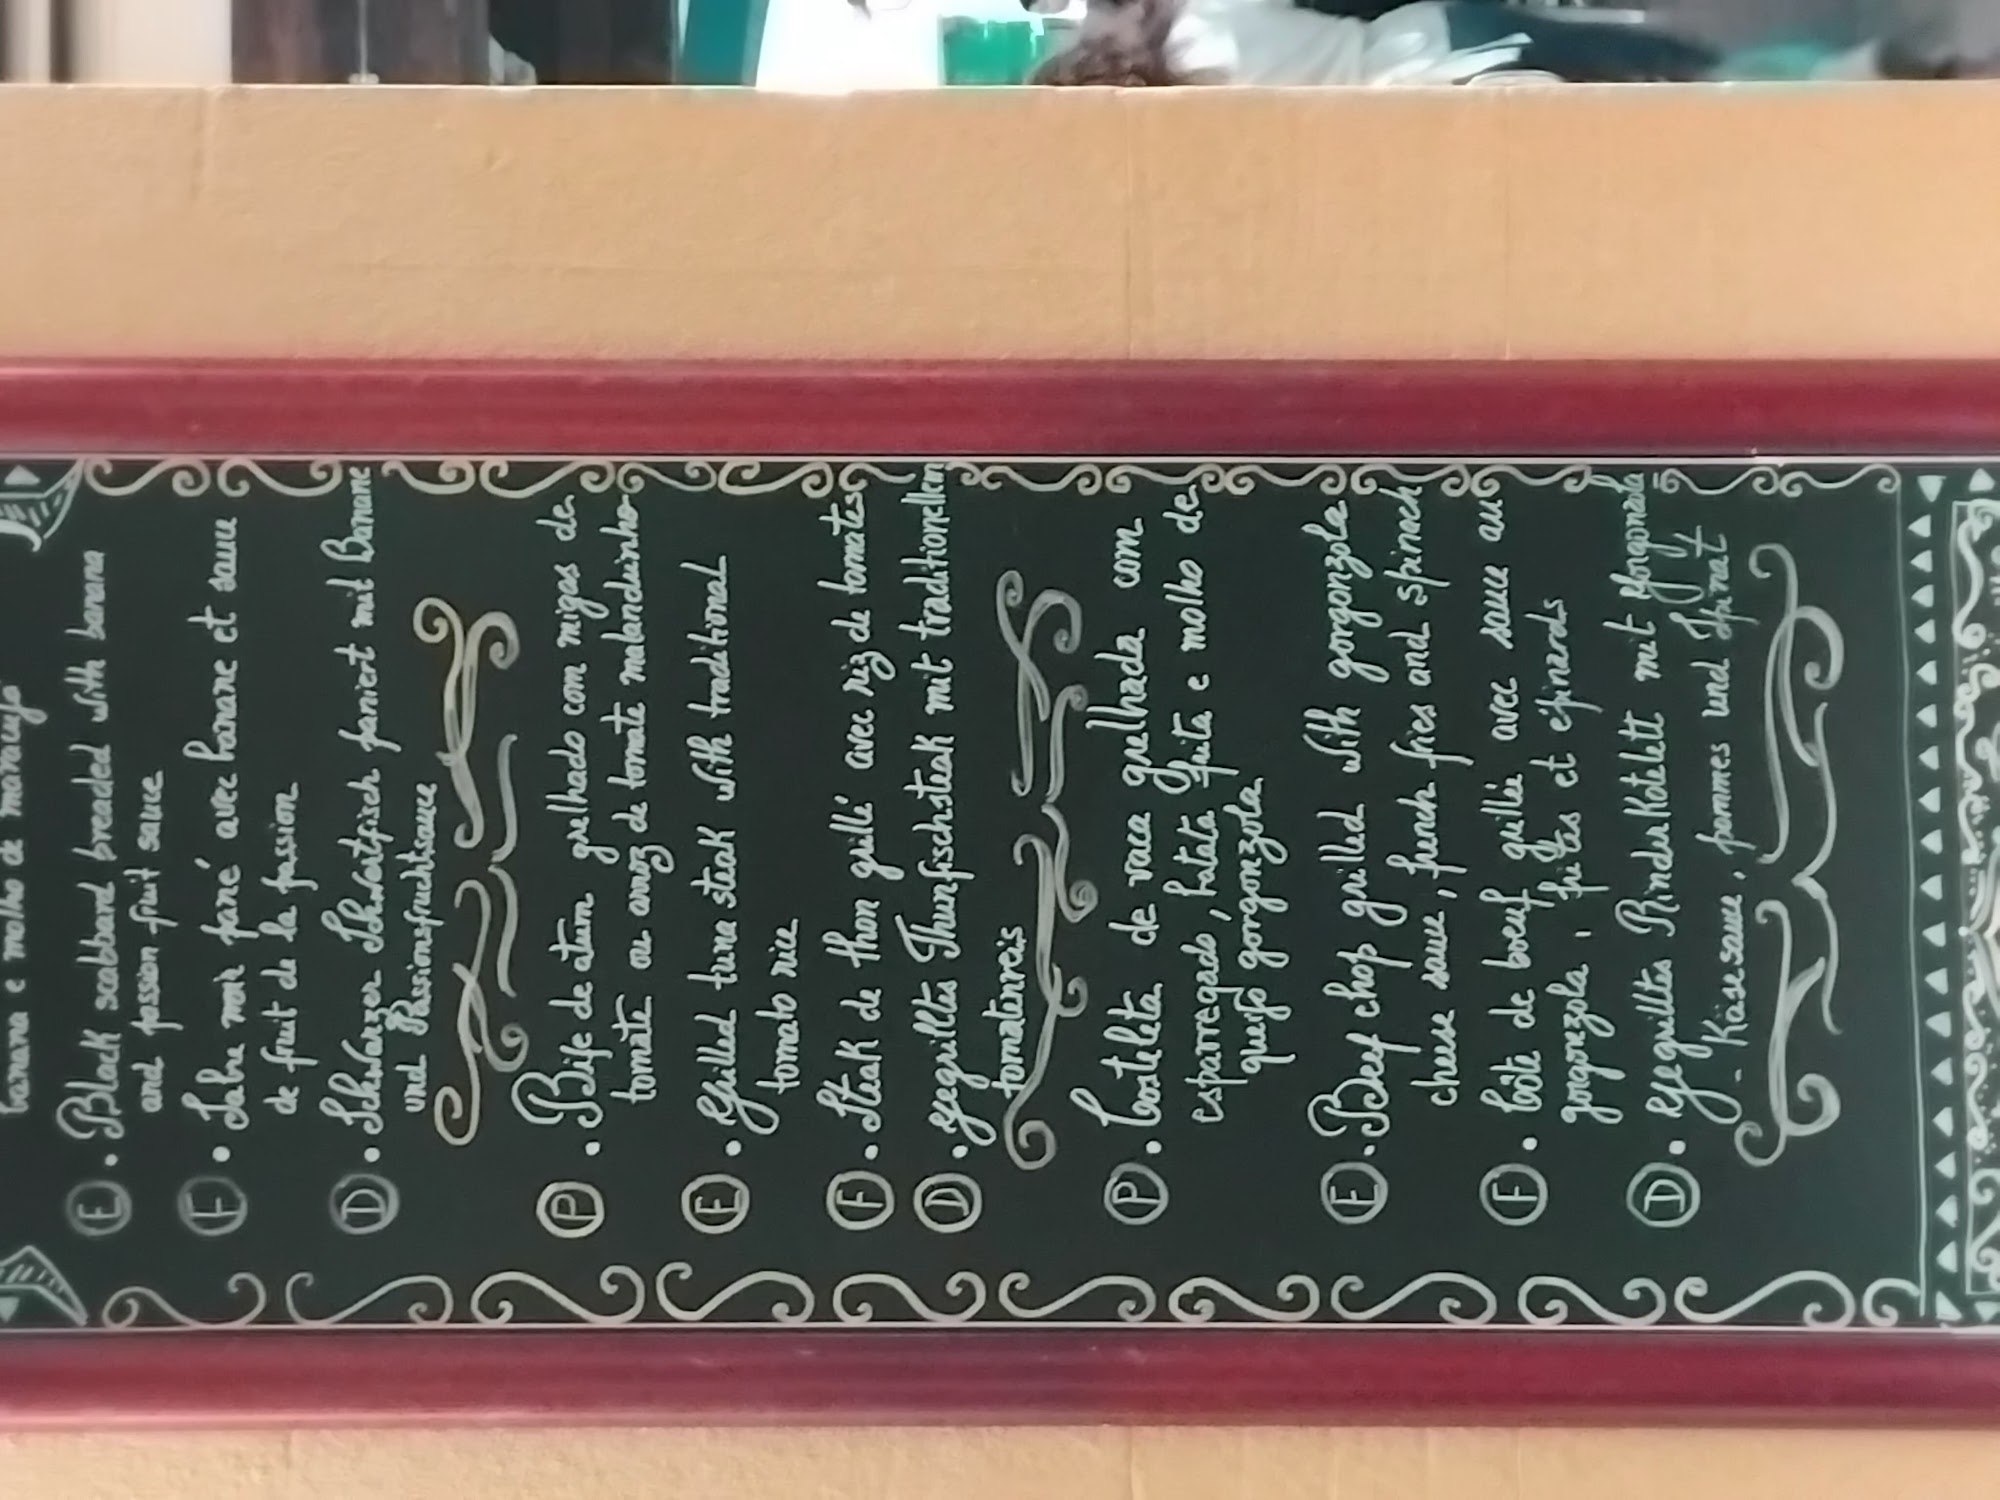 banana e molho de maracujá
E • Black scabbard breaded with banana
and passion fruit sauce
F • Sabre noir pané avec banane et sauce
de fruit de la passion
D • Schwarzer Schwertfisch paniert mit Banane
und Passionsfruchtsauce
P • Bife de atum grelhado com migas de
tomate ou arroz de tomate malandrinho
E • Grilled tuna steak with traditional
tomato rice
F • Steak de thon grillé avec riz de tomates
D • gegrilltes Thunfischsteak mit traditionellem
tomatenreis
P • Costeleta de vaca grelhada com
esparregado, batata frita e molho de
queijo gorgonzola
E • Beef chop grilled with gorgonzola
cheese sauce, french fries and spinach
F • Côte de boeuf grillée avec sauce au
gongonzola, frites et épinards
D • gegrilltes Rinder Kotelett mit
- Käsesauce, pommes und Spinat